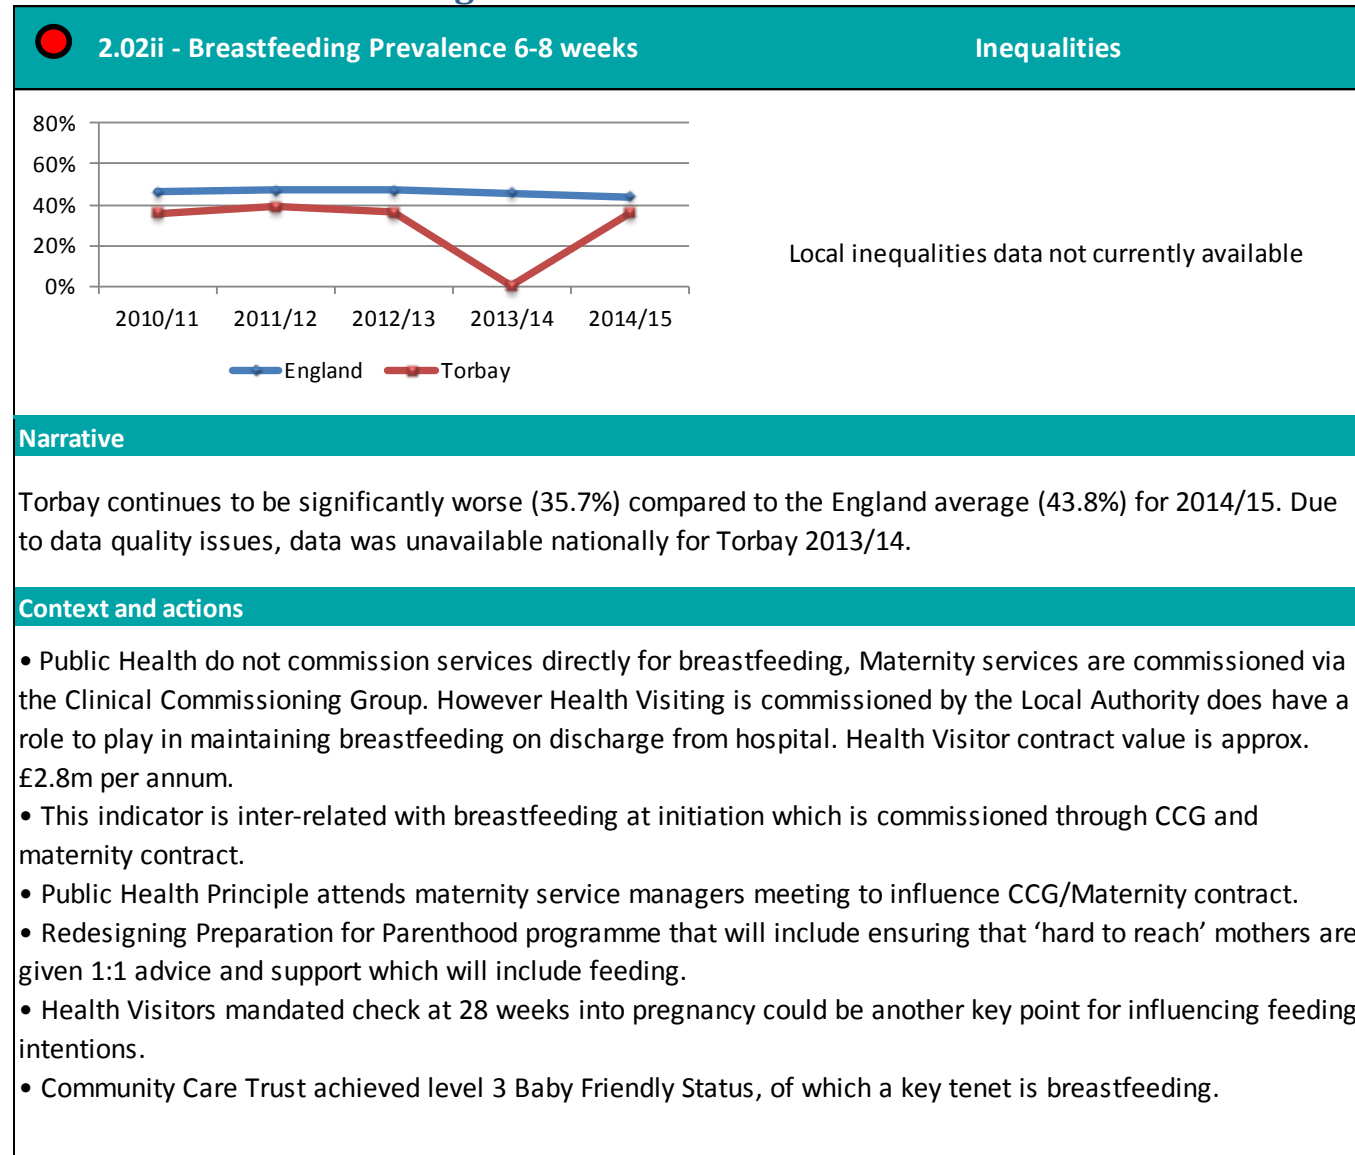 2.02ii - Breastfeeding Prevalence 6-8 weeks
Inequalities
80%
60%
40%
20%
0%
2010/11 2011/12 2012/13 2013/14 2014/15
England Torbay
Local inequalities data not currently available
Narrative
Torbay continues to be significantly worse (35.7%) compared to the England average (43.8%) for 2014/15. Due
to data quality issues, data was unavailable nationally for Torbay 2013/14.
Context and actions
• Public Health do not commission services directly for breastfeeding, Maternity services are commissioned via
the Clinical Commissioning Group. However Health Visiting is commissioned by the Local Authority does have a
role to play in maintaining breastfeeding on discharge from hospital. Health Visitor contract value is approx.
£2.8m per annum.
• This indicator is inter-related with breastfeeding at initiation which is commissioned through CCG and
maternity contract.
• Public Health Principle attends maternity service managers meeting to influence CCG/Maternity contract.
• Redesigning Preparation for Parenthood programme that will include ensuring that ‘hard to reach’ mothers are
given 1:1 advice and support which will include feeding.
• Health Visitors mandated check at 28 weeks into pregnancy could be another key point for influencing feeding
intentions.
• Community Care Trust achieved level 3 Baby Friendly Status, of which a key tenet is breastfeeding.